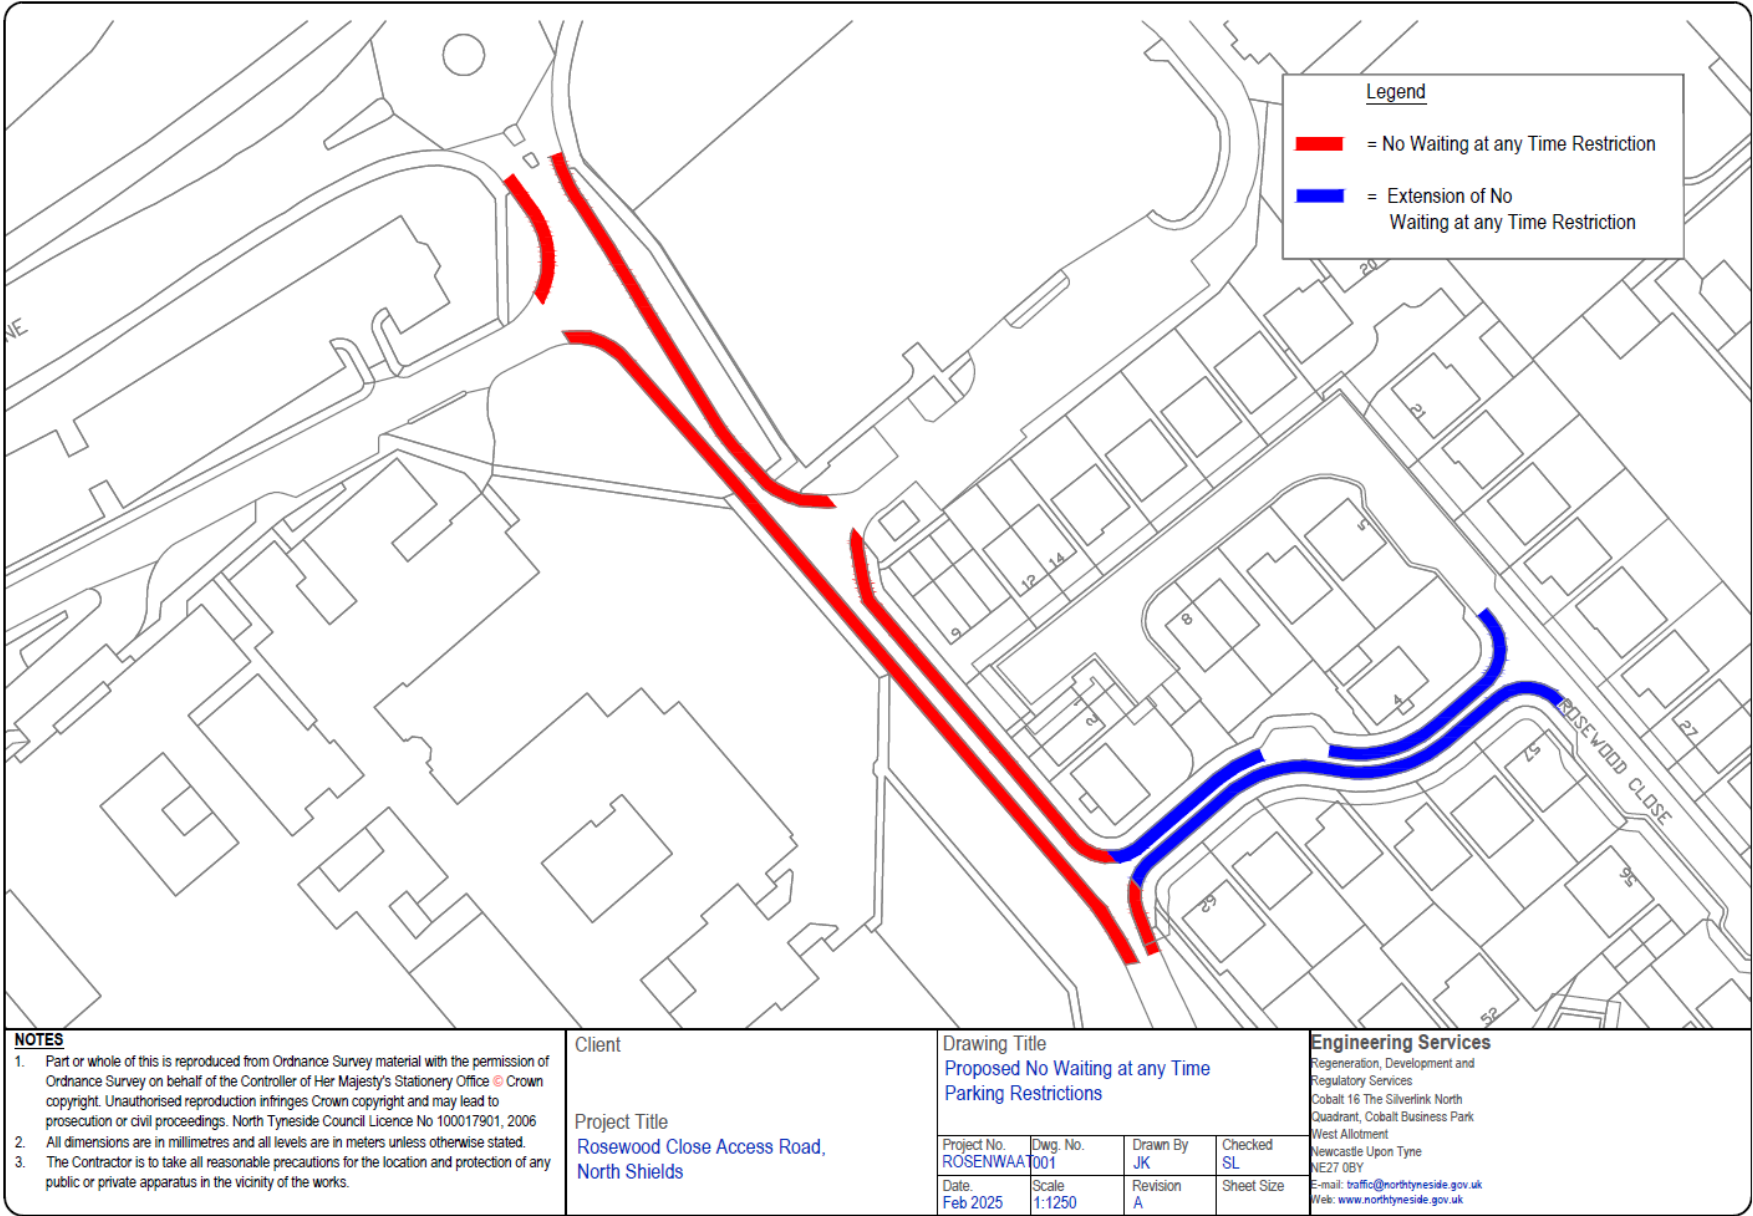 Legend
= No Waiting at any Time Restriction
= Extension of No
Waiting at any Time Restriction
NE
20
21
5
12 14
9
8
1
2
4
27
ROSEWOOD CLOSE
57
62
56
52
NOTES
1. Part or whole of this is reproduced from Ordnance Survey material with the permission of
Ordnance Survey on behalf of the Controller of Her Majesty's Stationery Office © Crown
copyright. Unauthorised reproduction infringes Crown copyright and may lead to
prosecution or civil proceedings. North Tyneside Council Licence No 100017901, 2006
2. All dimensions are in millimetres and all levels are in meters unless otherwise stated.
3. The Contractor is to take all reasonable precautions for the location and protection of any
public or private apparatus in the vicinity of the works.
Client
Project Title
Rosewood Close Access Road,
North Shields
Drawing Title
Proposed No Waiting at any Time
Parking Restrictions
Project No. Dwg. No. Drawn By Checked
ROSENWAAT001 JK SL
Date. Scale Revision Sheet Size
Feb 2025 1:1250 A
Engineering Services
Regeneration, Development and
Regulatory Services
Cobalt 16 The Silverlink North
Quadrant, Cobalt Business Park
West Allotment
Newcastle Upon Tyne
NE27 0BY
E-mail: traffic@northtyneside.gov.uk
Web: www.northtyneside.gov.uk